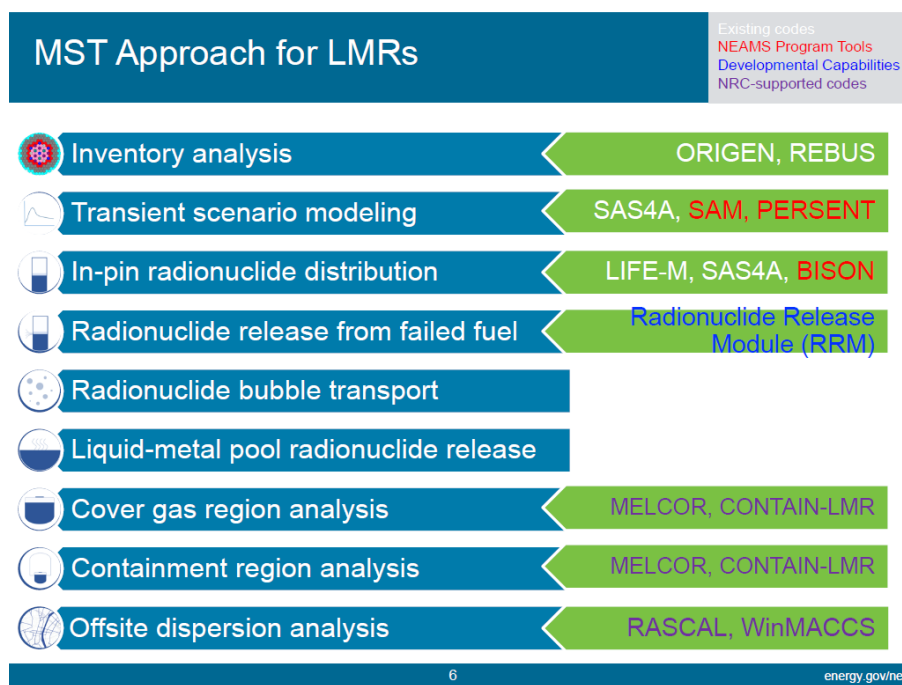 MST Approach for LMRs
Existing codes
NEAMS Program Tools
Developmental Capabilities
NRC-supported codes
Inventory analysis
ORIGEN, REBUS
Transient scenario modeling
SAS4A, SAM, PERSENT
In-pin radionuclide distribution
LIFE-M, SAS4A, BISON
Radionuclide release from failed fuel
Radionuclide Release
Module (RRM)
Radionuclide bubble transport
Liquid-metal pool radionuclide release
Cover gas region analysis
MELCOR, CONTAIN-LMR
Containment region analysis
MELCOR, CONTAIN-LMR
Offsite dispersion analysis
RASCAL, WinMACCS
6
energy.gov/ne